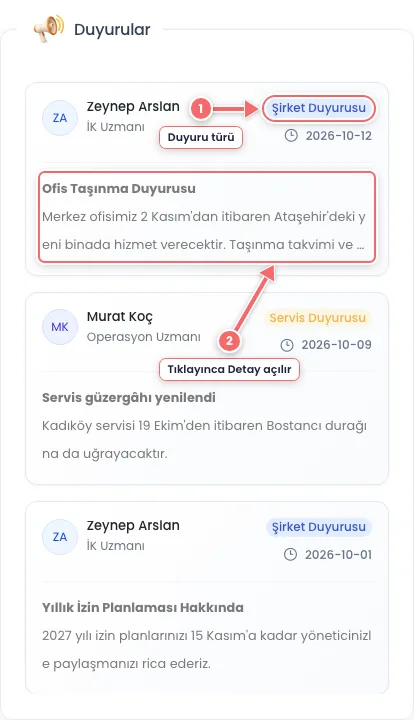 Duyurular
ZA
Zeynep Arslan
1
Şirket Duyurusu
İK Uzmanı
Duyuru türü
2026-10-12
Ofis Taşınma Duyurusu
Merkez ofisimiz 2 Kasım'dan itibaren Ataşehir'deki y
eni binada hizmet verecektir. Taşınma takvimi ve ...
MK
Murat Koç
Servis Duyurusu
Operasyon Uzmanı
2
2026-10-09
Tıklayınca Detay açılır
Servis güzergâhı yenilendi
Kadıköy servisi 19 Ekim'den itibaren Bostancı durağı
na da uğrayacaktır.
ZA
Zeynep Arslan
Şirket Duyurusu
İK Uzmanı
2026-10-01
Yıllık İzin Planlaması Hakkında
2027 yılı izin planlarınızı 15 Kasım'a kadar yöneticinizl
e paylaşmanızı rica ederiz.